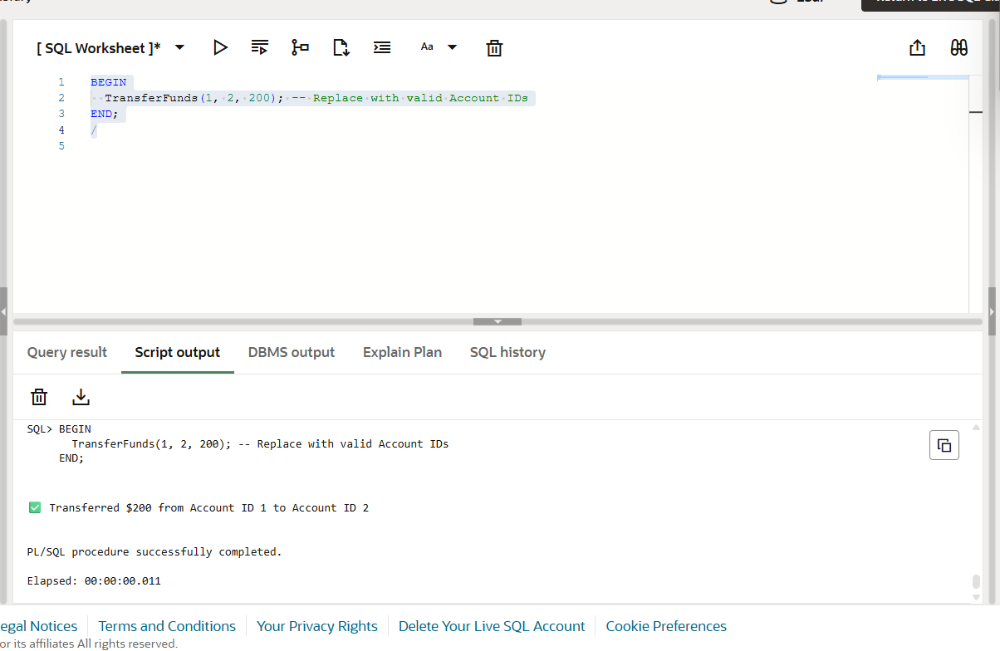 [ SQL Worksheet ]*
Aa
1 BEGIN
2 TransferFunds(1, 2, 200); -- Replace with valid Account IDs
3 END;
4 /
5
Query result Script output DBMS output Explain Plan SQL history
SQL> BEGIN
TransferFunds(1, 2, 200); -- Replace with valid Account IDs
END;
✅ Transferred $200 from Account ID 1 to Account ID 2
PL/SQL procedure successfully completed.
Elapsed: 00:00:00.011
egal Notices Terms and Conditions Your Privacy Rights Delete Your Live SQL Account Cookie Preferences
or its affiliates All rights reserved.